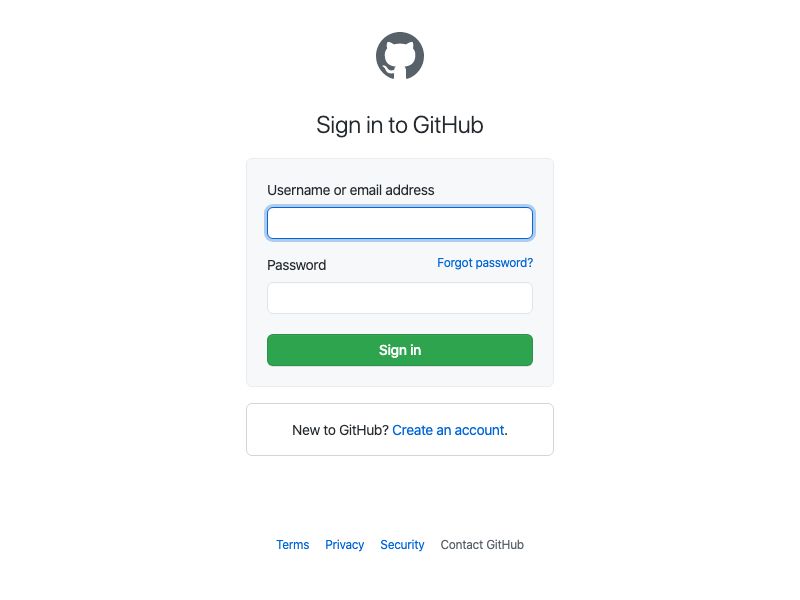 Sign in to GitHub
Username or email address
Password Forgot password?
Sign in
New to GitHub? Create an account.
Terms Privacy Security Contact GitHub